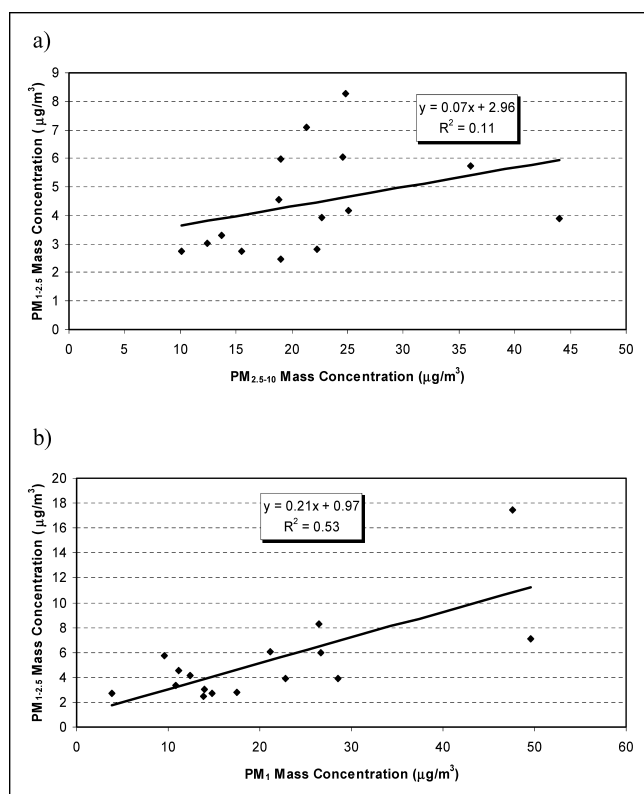 a)
9
8
7
6
5
4
3
2
1
0
PM1-2.5 Mass Concentration (μg/m³)
y = 0.07x + 2.96
R² = 0.11
0 5 10 15 20 25 30 35 40 45 50
PM2.5-10 Mass Concentration (μg/m³)
b)
20
18
16
14
12
10
8
6
4
2
0
PM1-2.5 Mass Concentration (μg/m³)
y = 0.21x + 0.97
R² = 0.53
0 10 20 30 40 50 60
PM1 Mass Concentration (μg/m³)